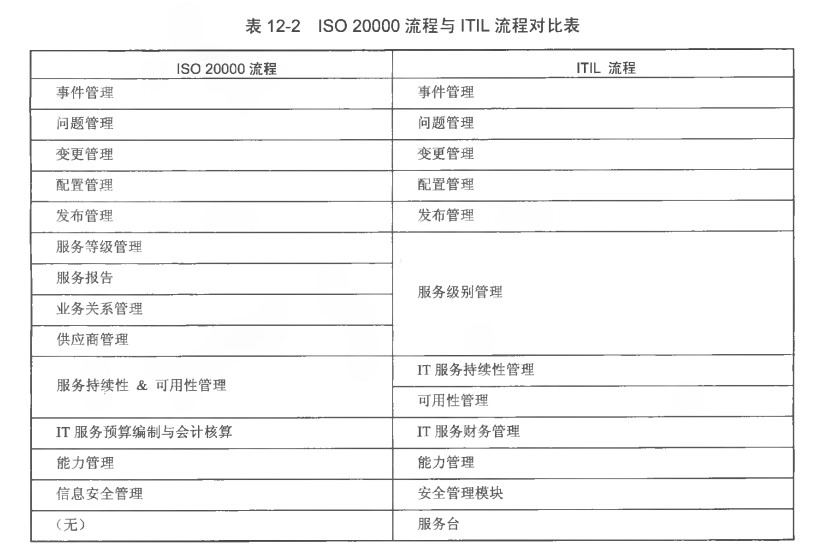 表 12-2 ISO 20000 流程与 ITIL 流程对比表
ISO 20000 流程 ITIL 流程
事件管理 事件管理
问题管理 问题管理
变更管理 变更管理
配置管理 配置管理
发布管理 发布管理
服务等级管理
服务报告
服务级别管理
业务关系管理
供应商管理
IT 服务持续性管理
服务持续性 & 可用性管理
可用性管理
IT 服务预算编制与会计核算 IT 服务财务管理
能力管理 能力管理
信息安全管理 安全管理模块
（无） 服务台